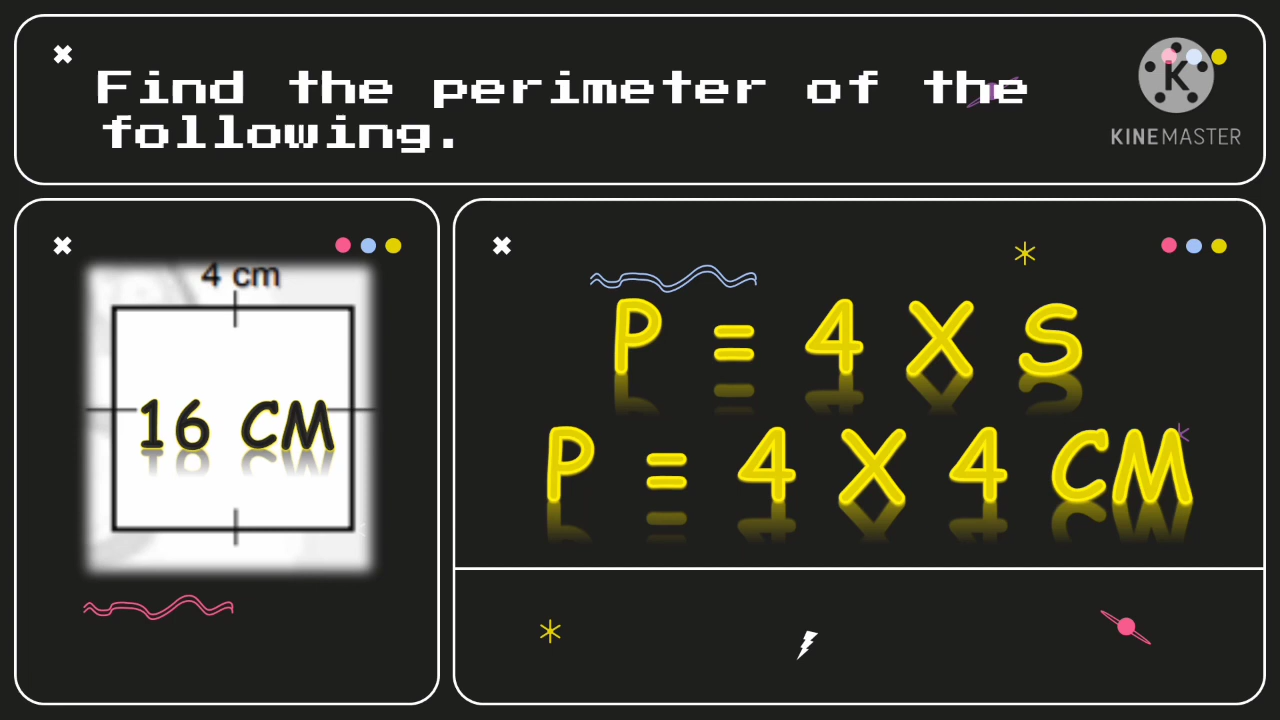 Find the perimeter of the
following.
K
KINEMASTER
4 cm
16 CM
P = 4 X S
P = 4 X 4 CM